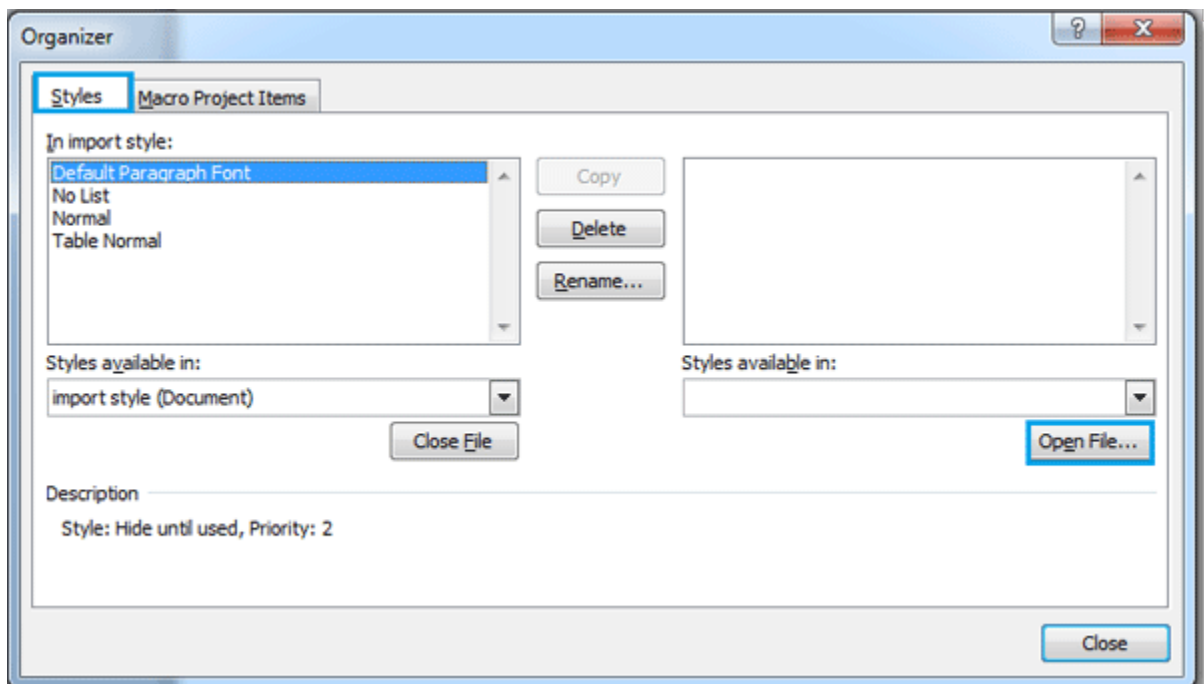 Organizer
Styles
Macro Project Items
In import style:
Default Paragraph Font
No List
Normal
Table Normal
Copy
Delete
Rename...
Styles available in:
import style (Document)
Close File
Styles available in:
Open File...
Description
Style: Hide until used, Priority: 2
Close